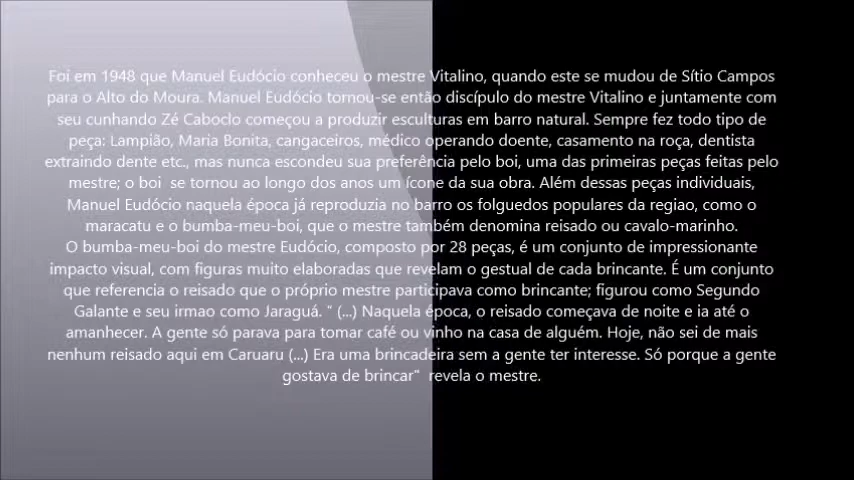 Foi em 1948 que Manuel Eudócio conheceu o mestre Vitalino, quando este se mudou de Sítio Campos
para o Alto do Moura. Manuel Eudócio tornou-se então discípulo do mestre Vitalino e juntamente com
seu cunhando Zé Caboclo começou a produzir esculturas em barro natural. Sempre fez todo tipo de
peça: Lampião, Maria Bonita, cangaceiros, médico operando doente, casamento na roça, dentista
extraindo dente etc., mas nunca escondeu sua preferência pelo boi, uma das primeiras peças feitas pelo
mestre; o boi se tornou ao longo dos anos um ícone da sua obra. Além dessas peças individuais,
Manuel Eudócio naquela época já reproduzia no barro os folguedos populares da regiao, como o
maracatu e o bumba-meu-boi, que o mestre também denomina reisado ou cavalo-marinho.
O bumba-meu-boi do mestre Eudócio, composto por 28 peças, é um conjunto de impressionante
impacto visual, com figuras muito elaboradas que revelam o gestual de cada brincante. É um conjunto
que referencia o reisado que o próprio mestre participava como brincante; figurou como Segundo
Galante e seu irmao como Jaraguá. " (...) Naquela época, o reisado começava de noite e ia até o
amanhecer. A gente só parava para tomar café ou vinho na casa de alguém. Hoje, não sei de mais
nenhum reisado aqui em Caruaru (...) Era uma brincadeira sem a gente ter interesse. Só porque a gente
gostava de brincar" revela o mestre.